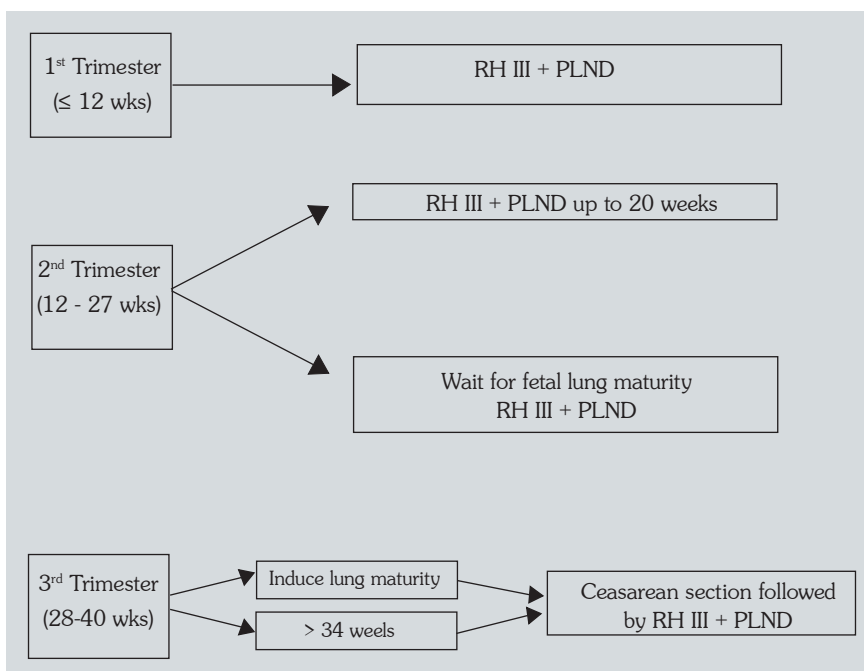 1st Trimester
(≤ 12 wks)
RH III + PLND
RH III + PLND up to 20 weeks
2nd Trimester
(12 - 27 wks)
Wait for fetal lung maturity
RH III + PLND
3rd Trimester
(28-40 wks)
Induce lung maturity
> 34 weels
Ceasarean section followed
by RH III + PLND